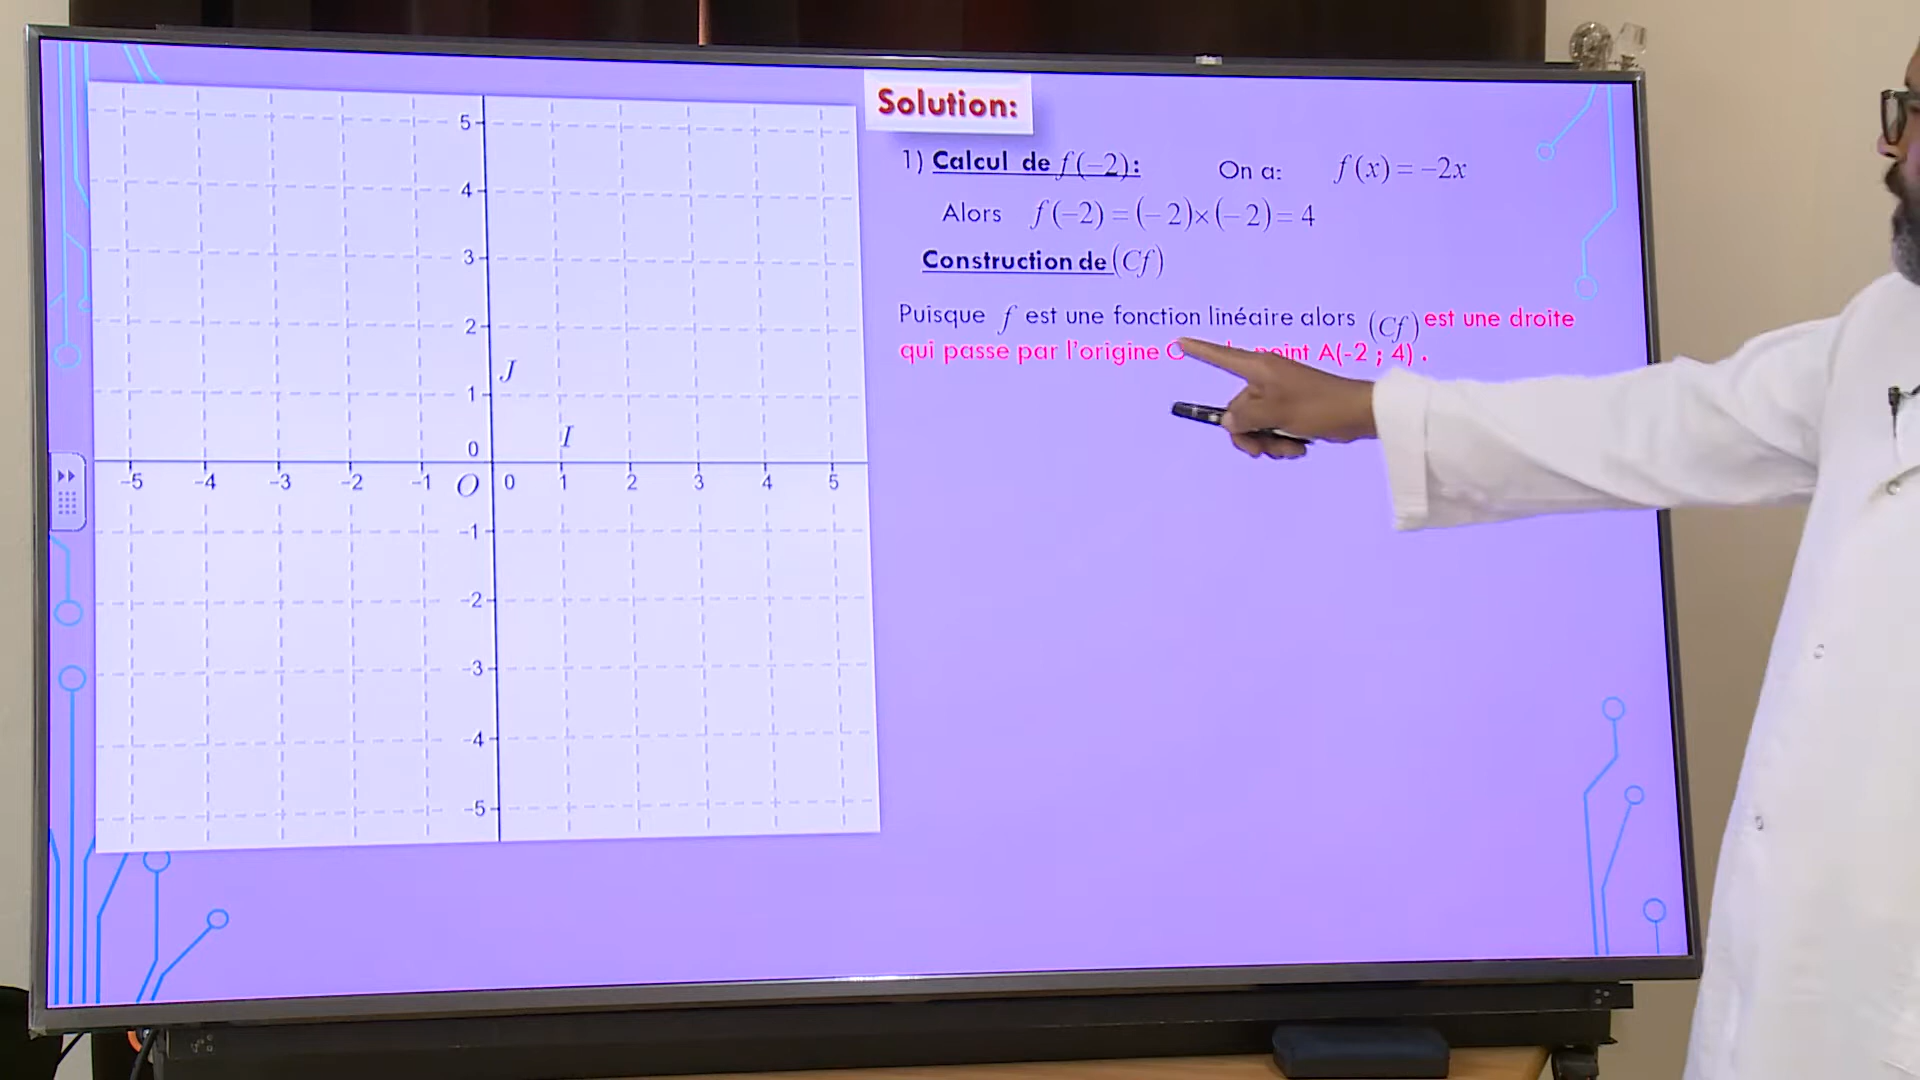 Solution:
1) Calcul de f(−2): On a: f(x) = −2x
Alors f(−2) = (−2)×(−2) = 4
Construction de (Cf)
Puisque f est une fonction linéaire alors (Cf) est une droite
qui passe par l'origine point A(-2 ; 4) .
5
4
3
2
J
1
I
0
−5 −4 −3 −2 −1 O 0 1 2 3 4 5
−1
−2
−3
−4
−5